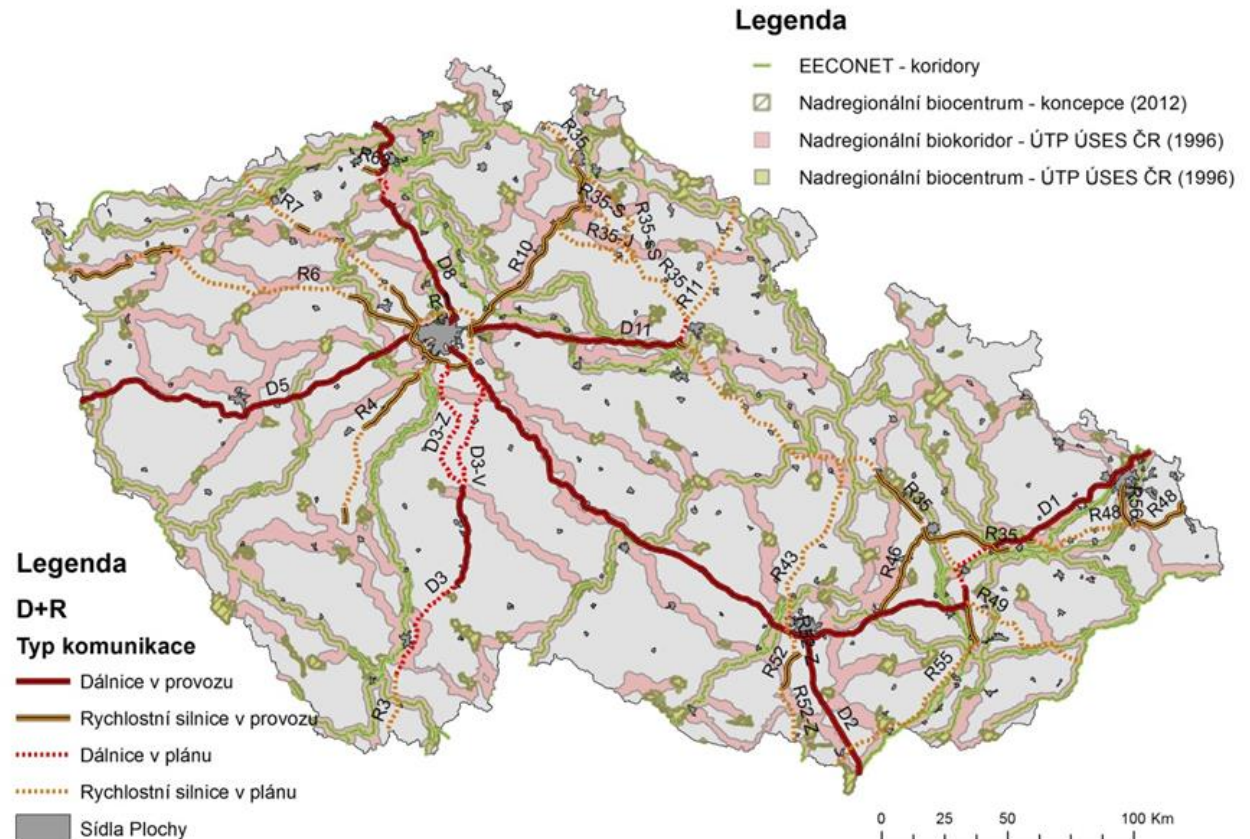 Legenda
EECONET - koridory
Nadregionální biocentrum - koncepce (2012)
Nadregionální biokoridor - ÚTP ÚSES ČR (1996)
Nadregionální biocentrum - ÚTP ÚSES ČR (1996)
R35
R63
R35-S
R35-sS
R7
R35-J
R10
R35
R6
D8
R11
R
D11
D5
R4
D3-Z
D3-V
R35
D1
R56
R48
R48
R35
R43
R46
D3
R49
R52
R55
R3
R52-Z
D2
Legenda
D+R
Typ komunikace
Dálnice v provozu
Rychlostní silnice v provozu
Dálnice v plánu
Rychlostní silnice v plánu
Sídla Plochy
0 25 50 100 Km